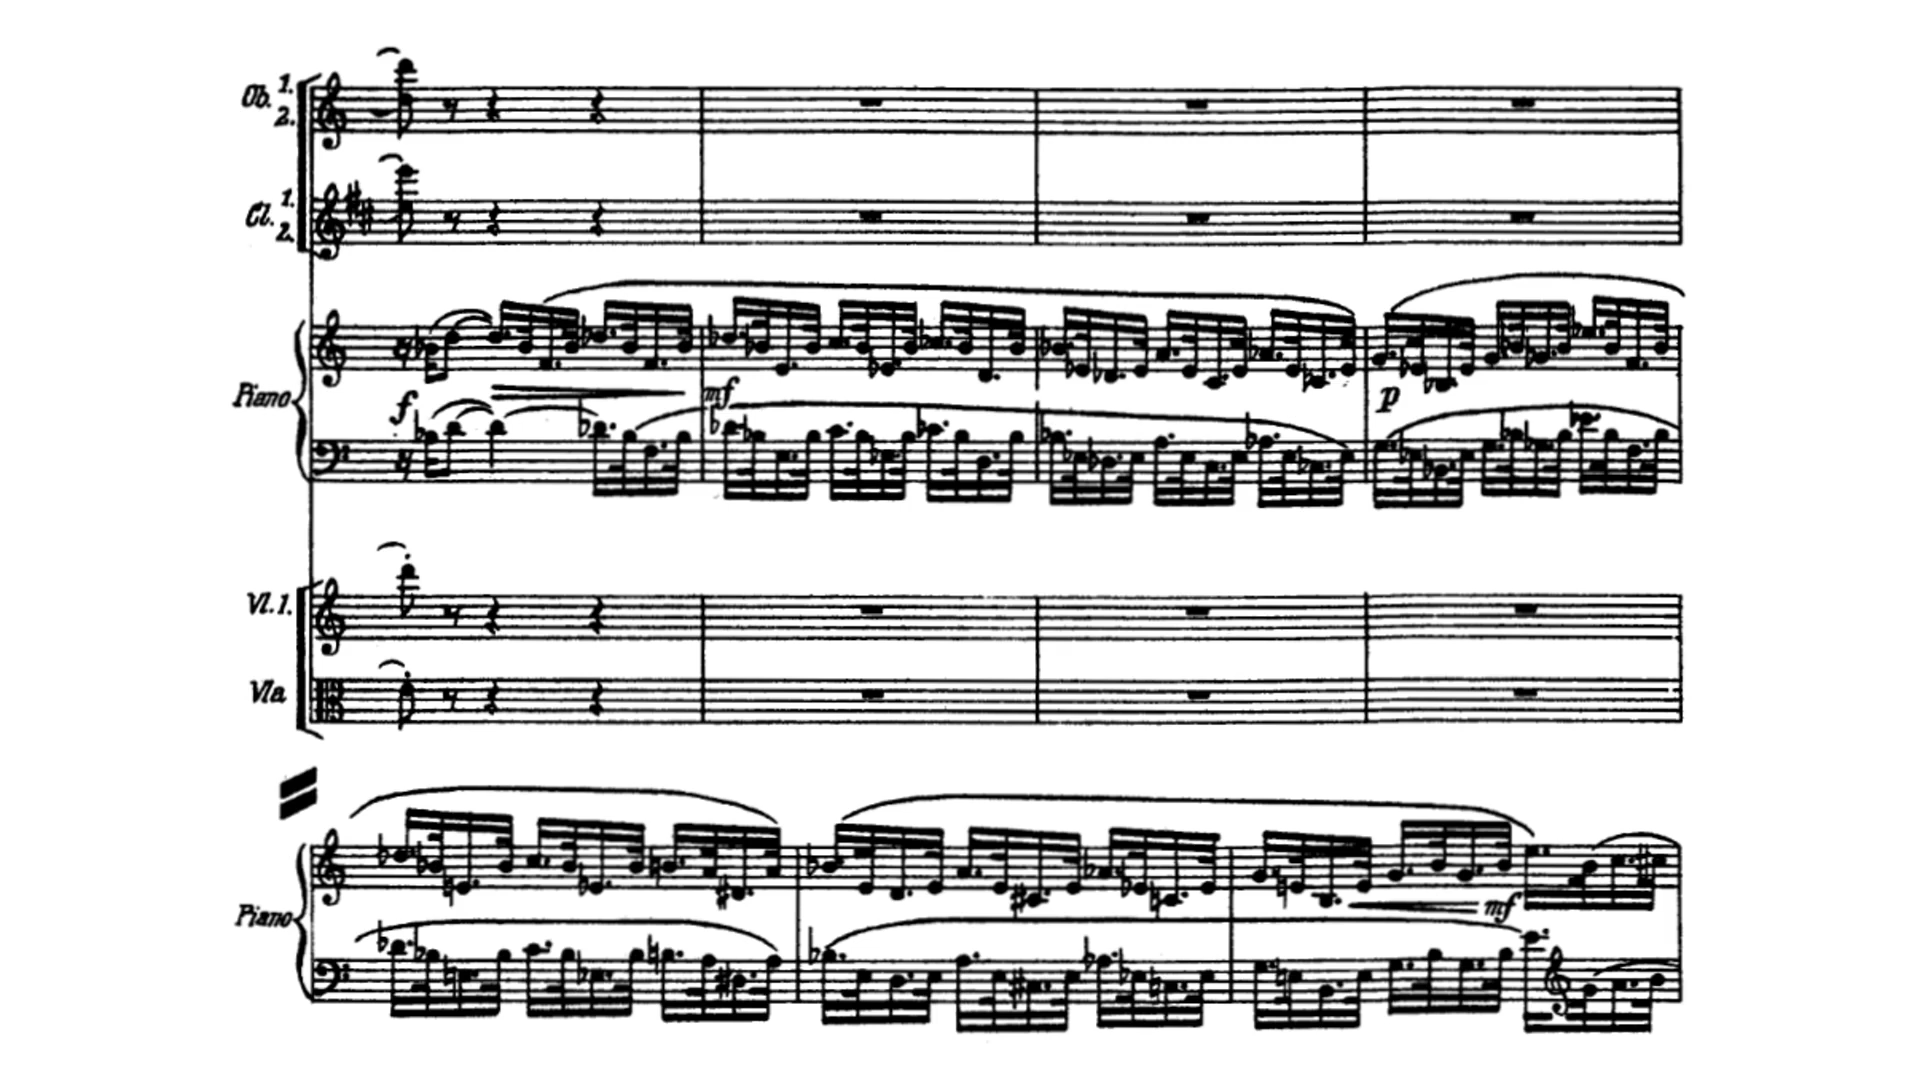 Ob. 1.
2.
Cl. 1.
2.
Piano
f
mf
p
Vl. 1.
Vla
Piano
mf